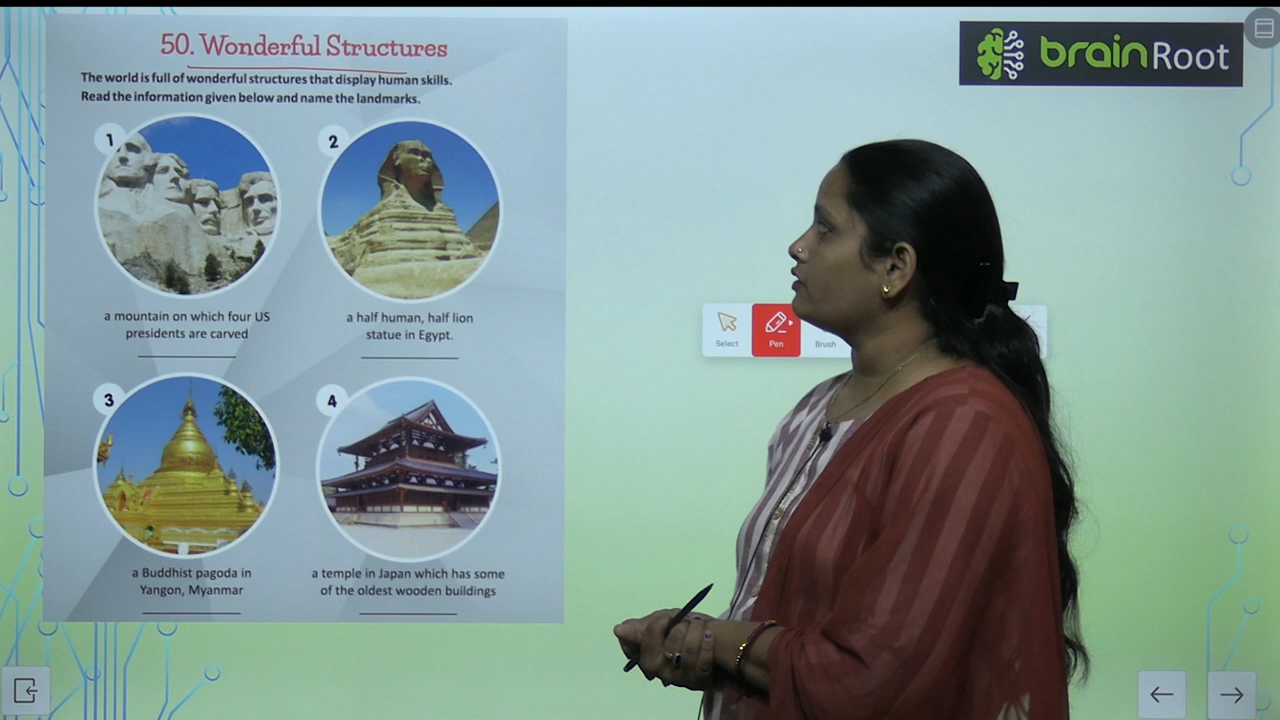 50. Wonderful Structures
The world is full of wonderful structures that display human skills.
Read the information given below and name the landmarks.
1
2
a mountain on which four US
presidents are carved
a half human, half lion
statue in Egypt.
3
4
a Buddhist pagoda in
Yangon, Myanmar
a temple in Japan which has some
of the oldest wooden buildings
brainRoot
Select
Pen
Brush